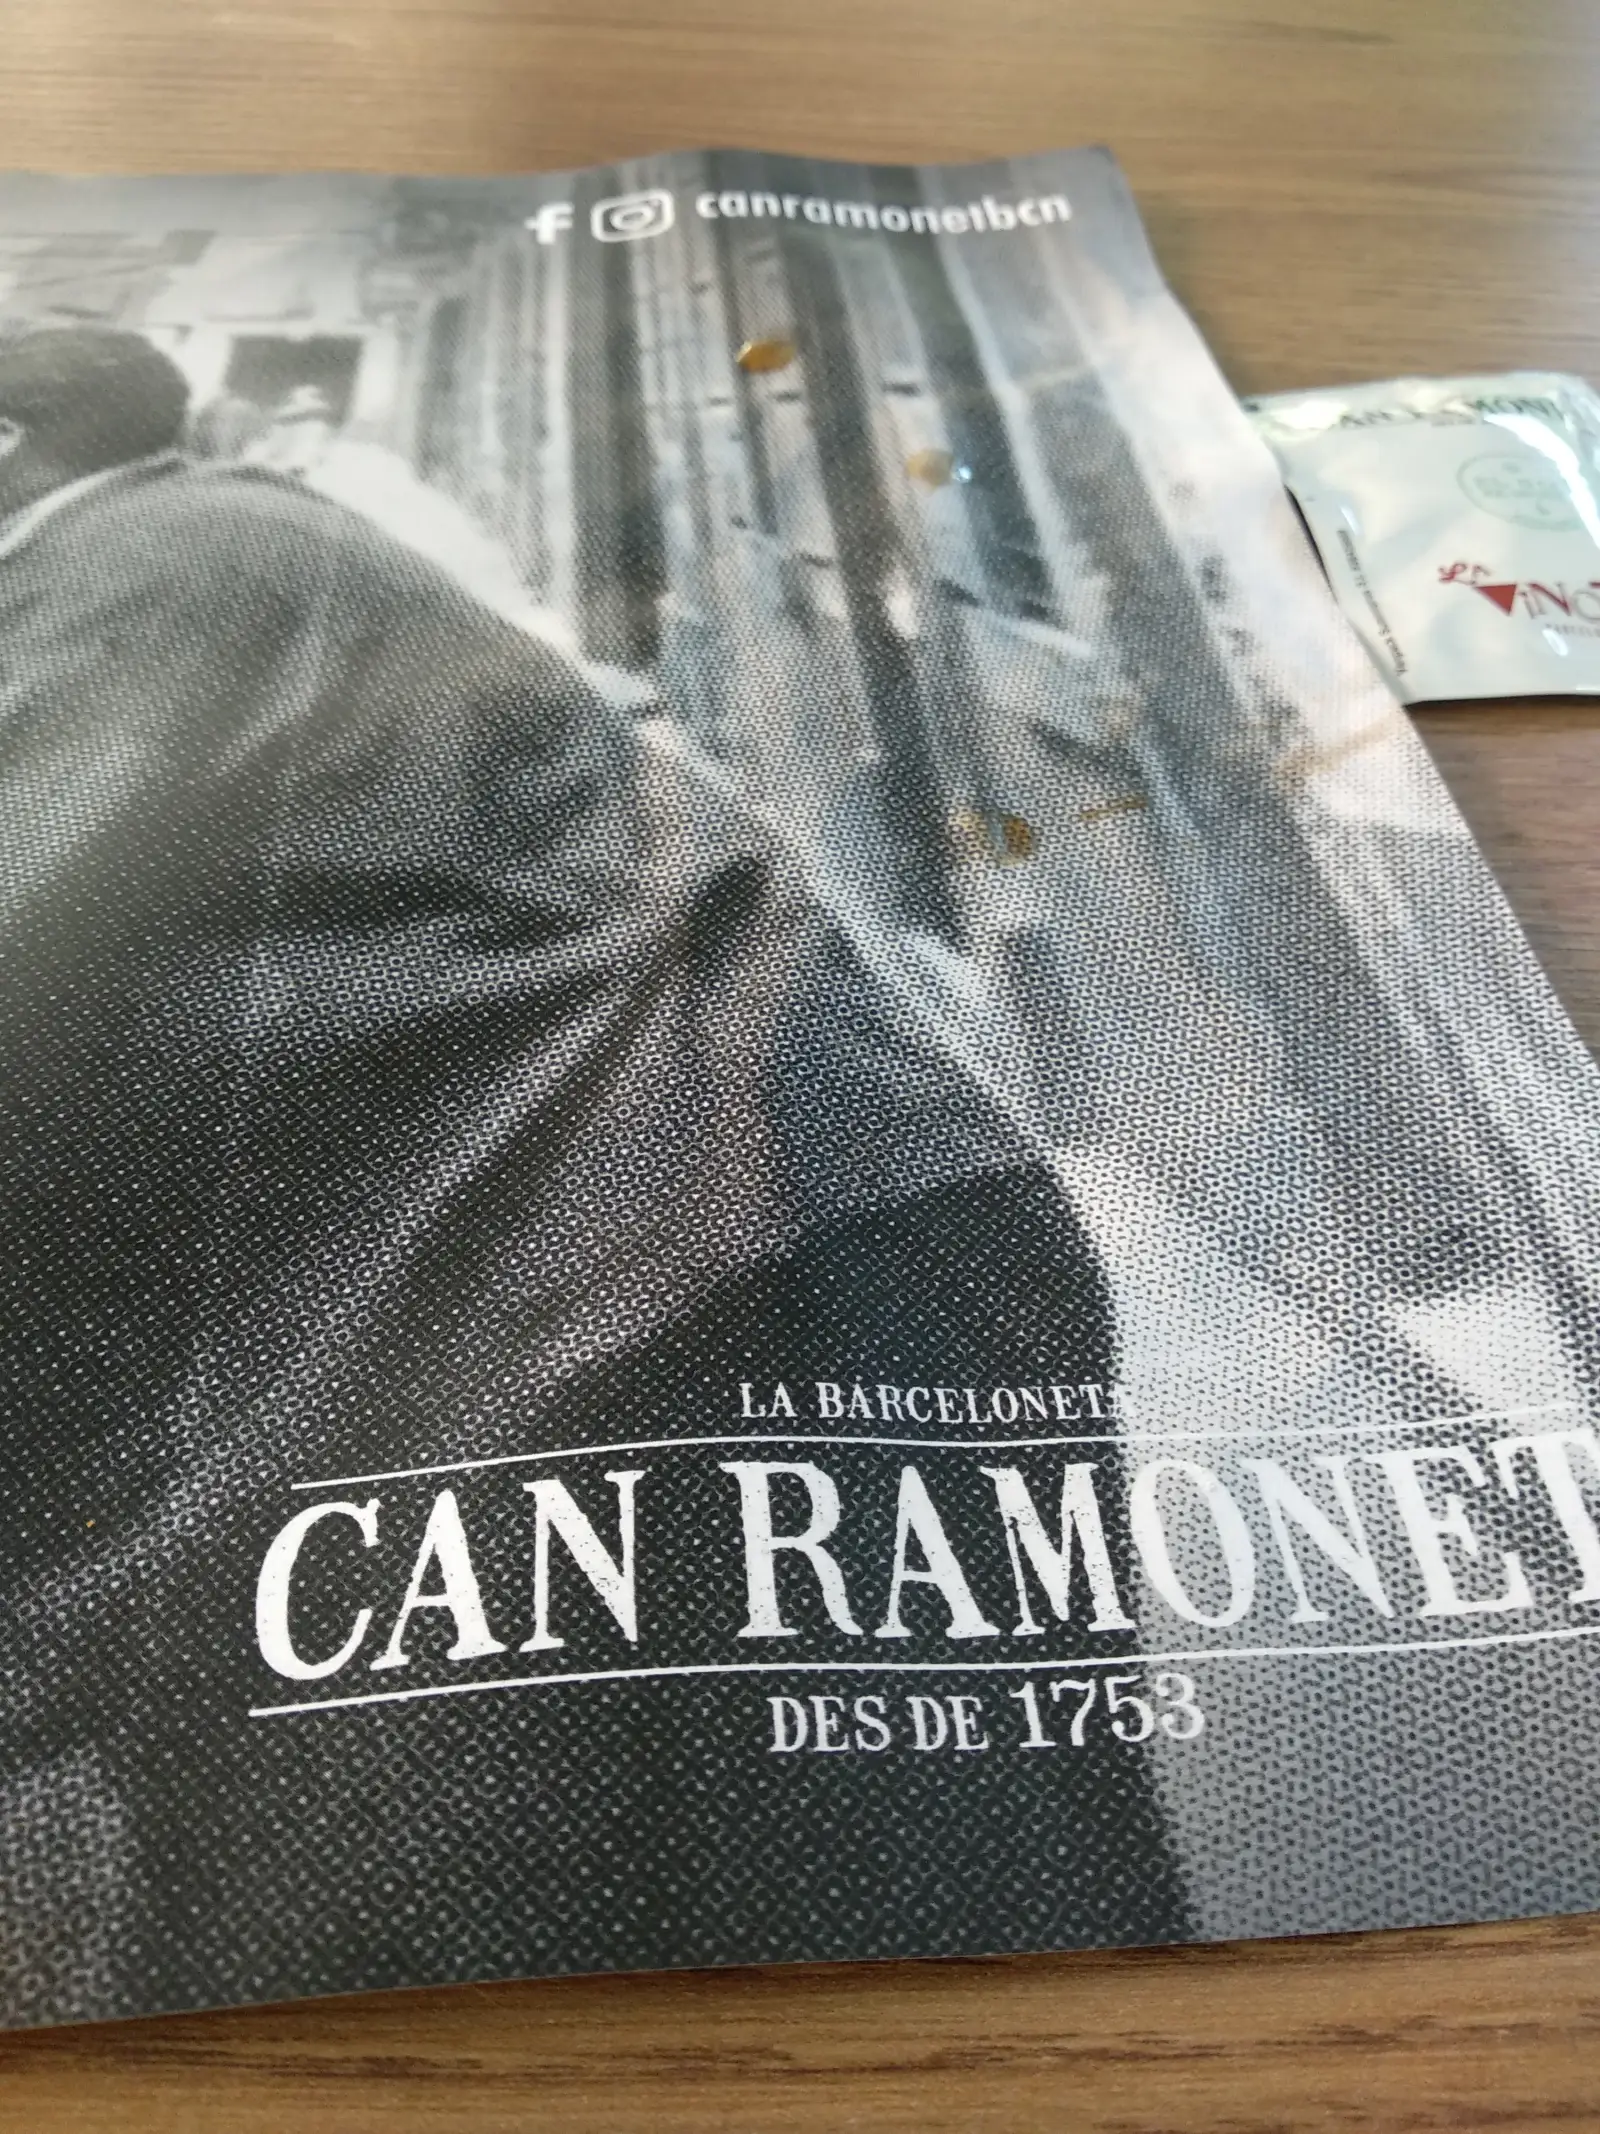 canramonetbcn
LA BARCELONETA
CAN RAMONET
DES DE 1753